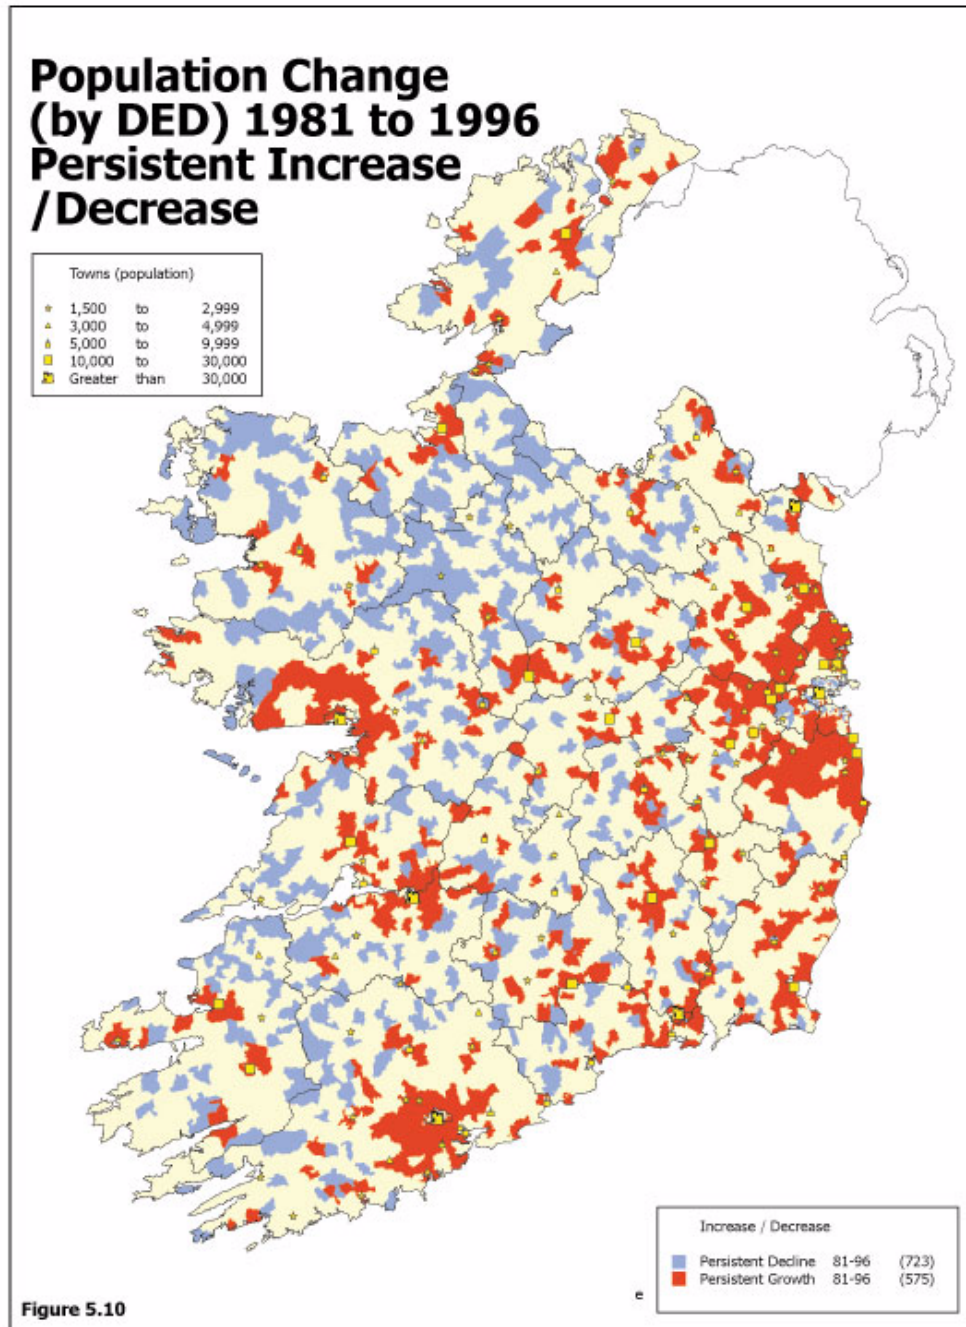 Population Change
(by DED) 1981 to 1996
Persistent Increase
/Decrease
Towns (population)
1,500 to 2,999
3,000 to 4,999
5,000 to 9,999
10,000 to 30,000
Greater than 30,000
Increase / Decrease
Persistent Decline 81-96 (723)
Persistent Growth 81-96 (575)
e
Figure 5.10